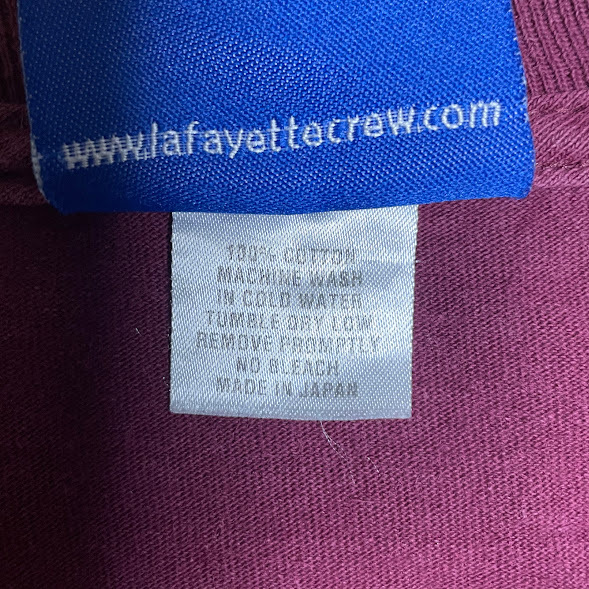 www.lafayettecrew.com
100% COTTON
MACHINE WASH
IN COLD WATER
TUMBLE DRY LOW
REMOVE PROMPTLY
NO BLEACH
MADE IN JAPAN